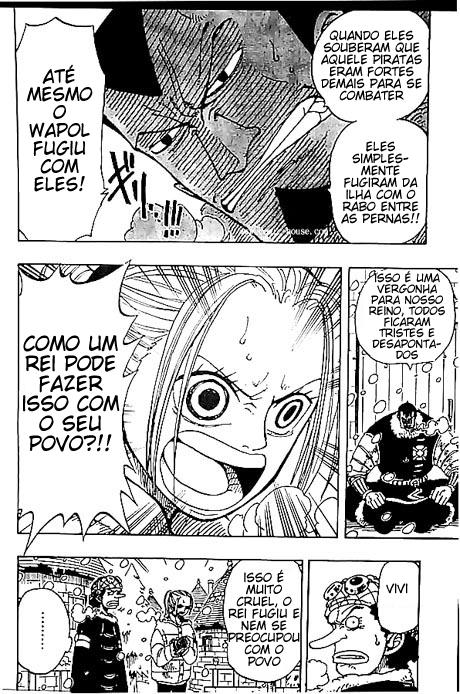 QUANDO ELES
SOUBERAM QUE
AQUELE PIRATAS
ERAM FORTES
DEMAIS PARA SE
COMBATER
ELES
SIMPLES-
MENTE
FUGIRAM DA
ILHA COM O
RABO ENTRE
AS PERNAS!!
ATÉ
MESMO
O
WAPOL
FUGIU
COM
ELES!
ISSO É UMA
VERGONHA
PARA NOSSO
REINO, TODOS
FICARAM
TRISTES E
DESAPONTA-
DOS
COMO UM
REI PODE
FAZER
ISSO COM
O SEU
POVO?!!
VIVI
ISSO É
MUITO
CRUEL, O
REI FUGIU E
NEM SE
PREOCUPOU
COM O
POVO